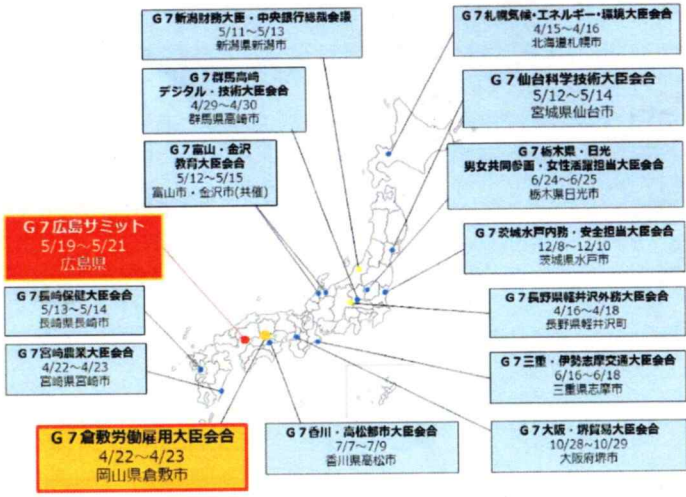 G7新潟財務大臣・中央銀行総裁会議
5/11～5/13
新潟県新潟市
G7札幌気候・エネルギー・環境大臣会合
4/15～4/16
北海道札幌市
G7群馬高崎
デジタル・技術大臣会合
4/29～4/30
群馬県高崎市
G7仙台科学技術大臣会合
5/12～5/14
宮城県仙台市
G7富山・金沢
教育大臣会合
5/12～5/15
富山市・金沢市(共催)
G7栃木県・日光
男女共同参画・女性活躍担当大臣会合
6/24～6/25
栃木県日光市
G7広島サミット
5/19～5/21
広島県
G7茨城水戸内務・安全担当大臣会合
12/8～12/10
茨城県水戸市
G7長崎保健大臣会合
5/13～5/14
長崎県長崎市
G7長野県軽井沢外務大臣会合
4/16～4/18
長野県軽井沢町
G7宮崎農業大臣会合
4/22～4/23
宮崎県宮崎市
G7三重・伊勢志摩交通大臣会合
6/16～6/18
三重県志摩市
G7倉敷労働雇用大臣会合
4/22～4/23
岡山県倉敷市
G7香川・高松都市大臣会合
7/7～7/9
香川県高松市
G7大阪・堺貿易大臣会合
10/28~10/29
大阪府堺市